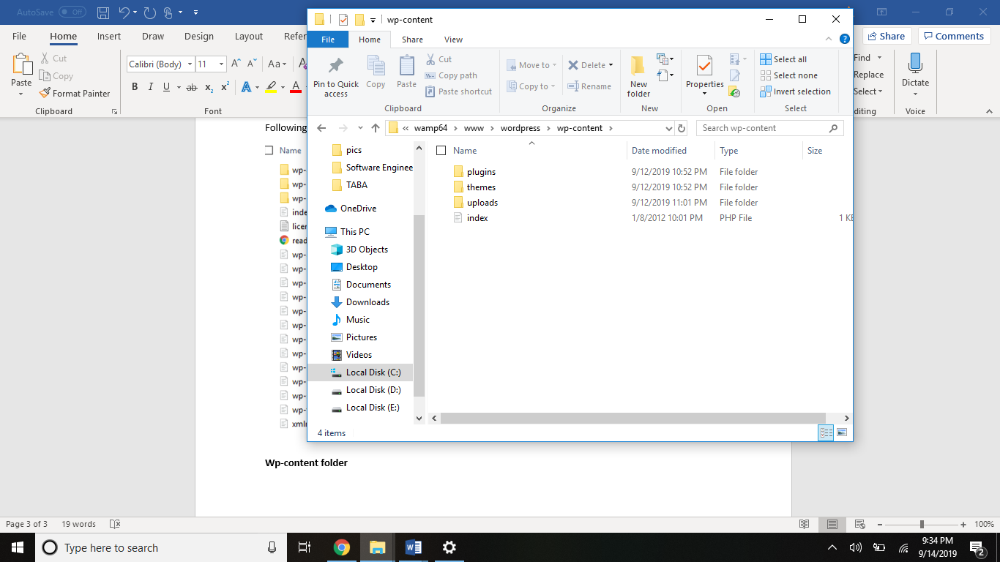 AutoSave Off
wp-content
File Home Insert Draw Design Layout Refer
File Home Share View
Share Comments
Paste Cut Copy Format Painter
Clipboard
Calibri (Body) 11 Aa
B I U ab x₂ x² A A
Font
Pin to Quick access Copy Paste Cut Copy path Paste shortcut
Clipboard
Move to Copy to Delete Rename
Organize
New folder
New
Properties
Open
Select all
Select none
Invert selection
Select
Find
Replace
Select
diting
Dictate
Voice
wamp64 www wordpress wp-content
Search wp-content
Following
Name
wp-
wp-
wp-
inde
licen
read
wp-
wp-
wp-
wp-
wp-
wp-
wp-
wp-
wp-
wp-
wp-
wp-
xmlr
pics
Software Enginee
TABA
OneDrive
This PC
3D Objects
Desktop
Documents
Downloads
Music
Pictures
Videos
Local Disk (C:)
Local Disk (D:)
Local Disk (E:)
Name Date modified Type Size
plugins 9/12/2019 10:52 PM File folder
themes 9/12/2019 10:52 PM File folder
uploads 9/12/2019 11:01 PM File folder
index 1/8/2012 10:01 PM PHP File 1 KB
4 items
Wp-content folder
Page 3 of 3 19 words
100%
Type here to search
9:34 PM
9/14/2019
2